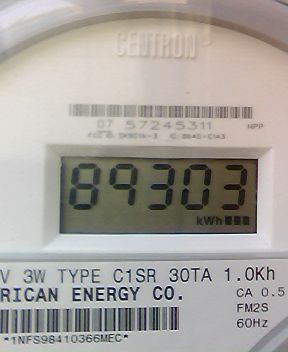 CENTRON
07 57245311 HPP
89303
kWh
V 3W TYPE C1SR 30TA 1.0Kh
RICAN ENERGY CO. CA 0.5
FM2S
60Hz
*1NFS98410366MEC*